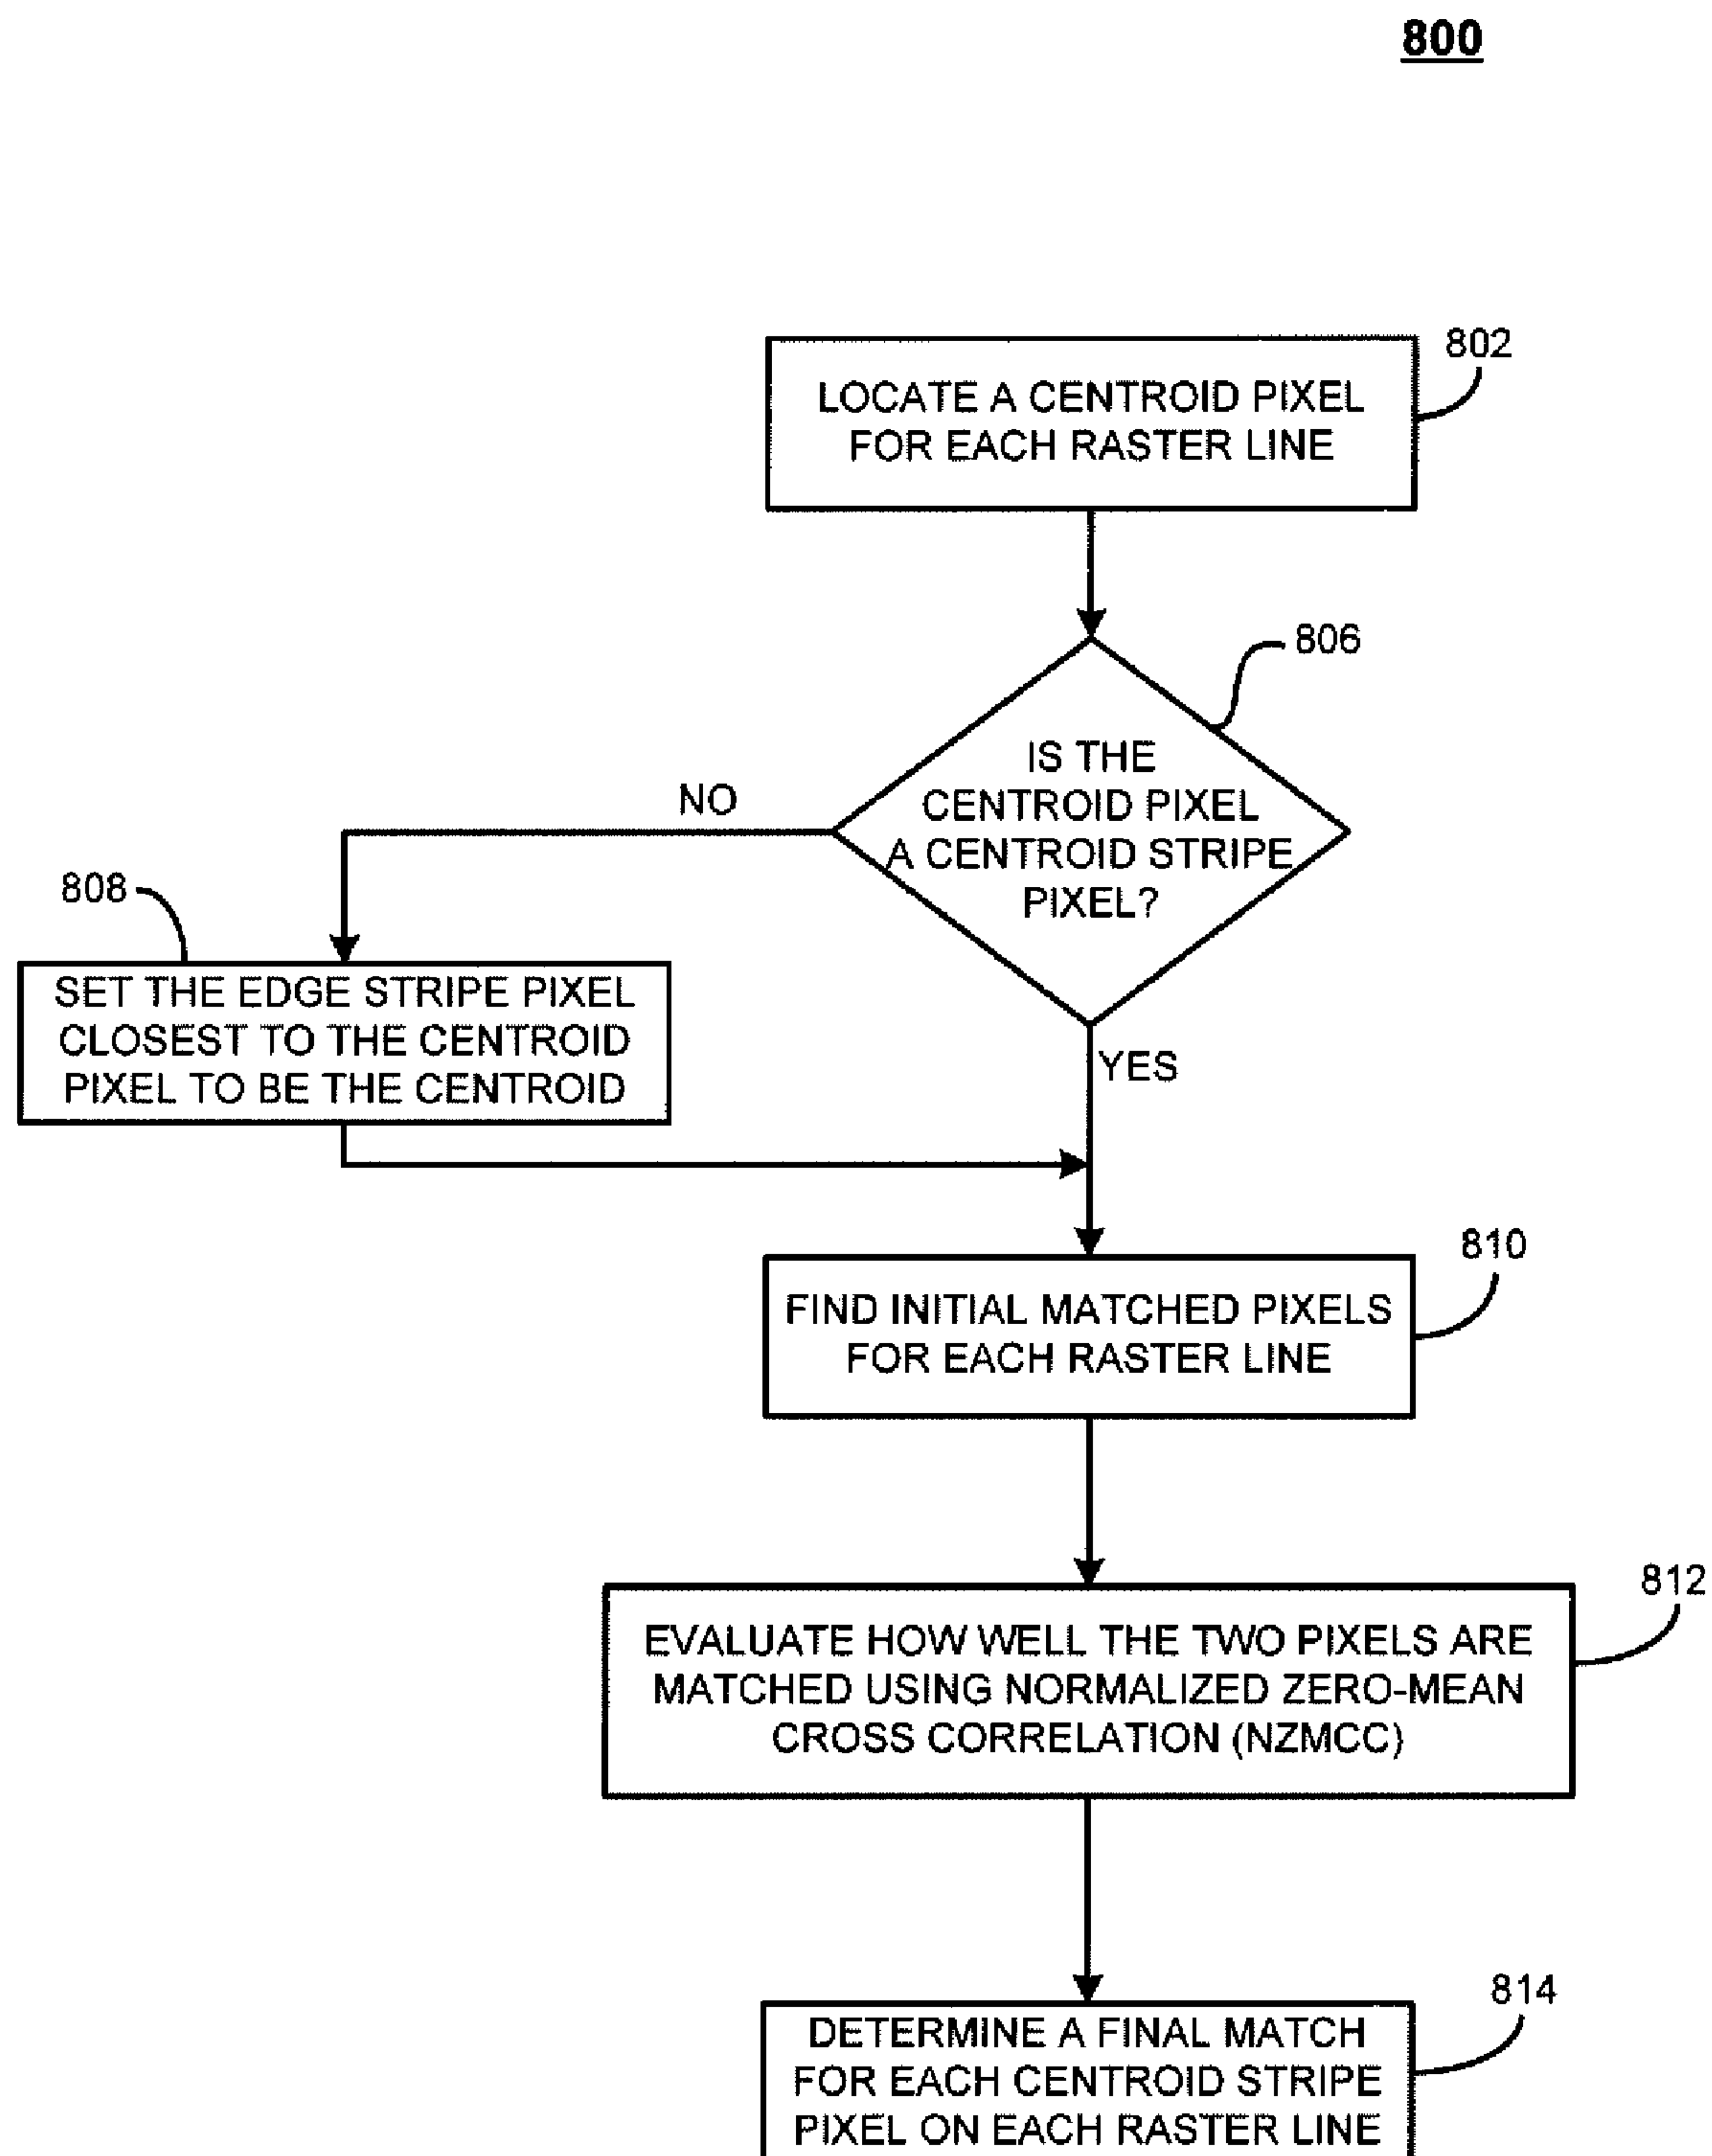 800
802
LOCATE A CENTROID PIXEL
FOR EACH RASTER LINE
806
IS THE
CENTROID PIXEL
A CENTROID STRIPE
PIXEL?
NO
808
SET THE EDGE STRIPE PIXEL
CLOSEST TO THE CENTROID
PIXEL TO BE THE CENTROID
YES
810
FIND INITIAL MATCHED PIXELS
FOR EACH RASTER LINE
812
EVALUATE HOW WELL THE TWO PIXELS ARE
MATCHED USING NORMALIZED ZERO-MEAN
CROSS CORRELATION (NZMCC)
814
DETERMINE A FINAL MATCH
FOR EACH CENTROID STRIPE
PIXEL ON EACH RASTER LINE